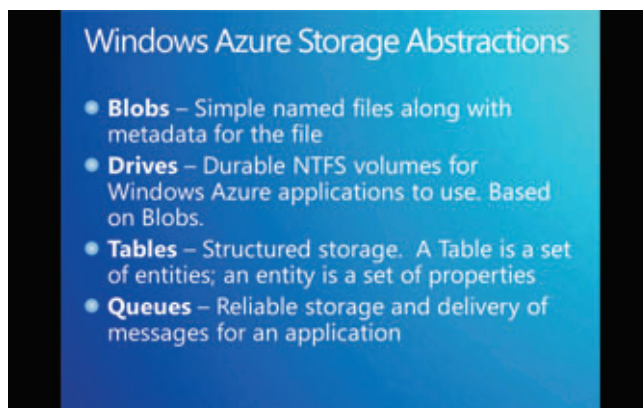 Windows Azure Storage Abstractions
Blobs – Simple named files along with
metadata for the file
Drives – Durable NTFS volumes for
Windows Azure applications to use. Based
on Blobs.
Tables – Structured storage. A Table is a set
of entities; an entity is a set of properties
Queues – Reliable storage and delivery of
messages for an application